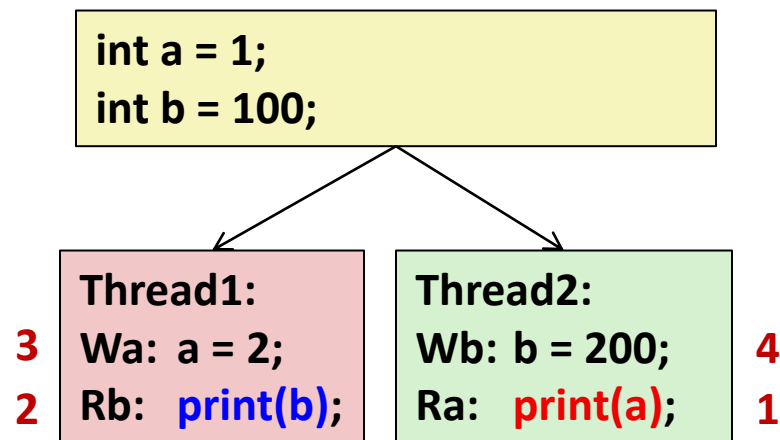 int a = 1;
int b = 100;
Thread1:
3 Wa: a = 2;
2 Rb: print(b);
Thread2:
Wb: b = 200; 4
Ra: print(a); 1